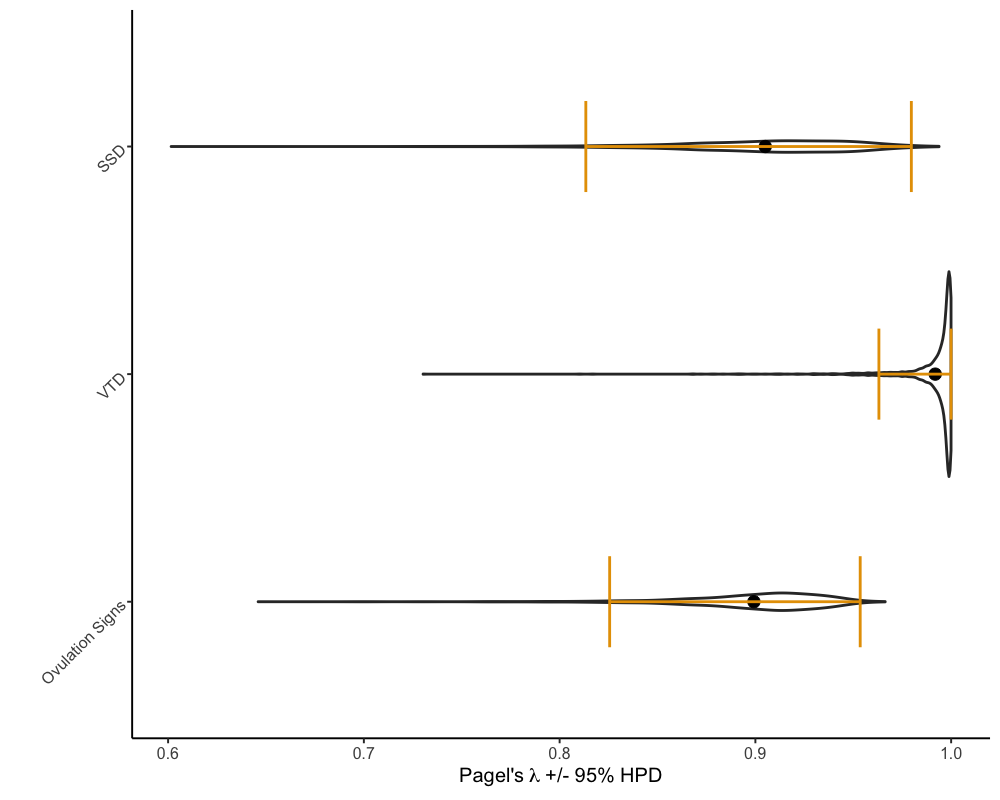 SSD
VTD
Ovulation Signs
0.6 0.7 0.8 0.9 1.0
Pagel's λ +/- 95% HPD